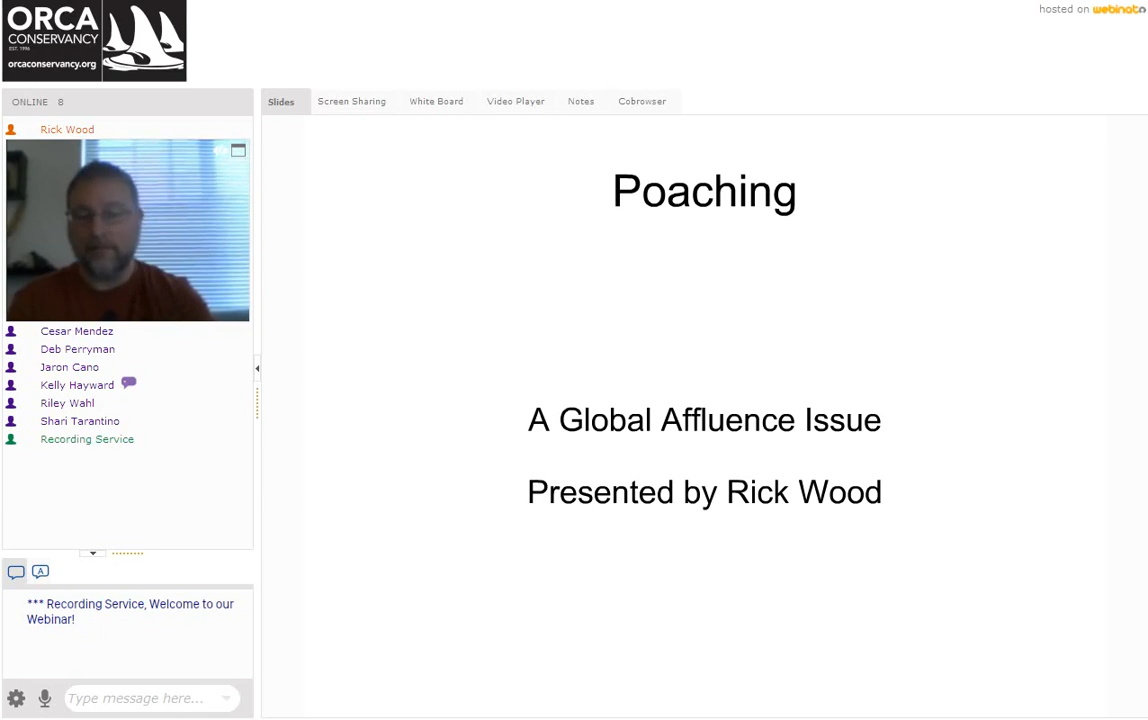 ORCA
CONSERVANCY
EST. 1996
orcaconservancy.org
hosted on webinato
ONLINE 8
Slides
Screen Sharing
White Board
Video Player
Notes
Cobrowser
Rick Wood
Cesar Mendez
Deb Perryman
Jaron Cano
Kelly Hayward
Riley Wahl
Shari Tarantino
Recording Service
Poaching
A Global Affluence Issue
Presented by Rick Wood
A
*** Recording Service, Welcome to our
Webinar!
Type message here...